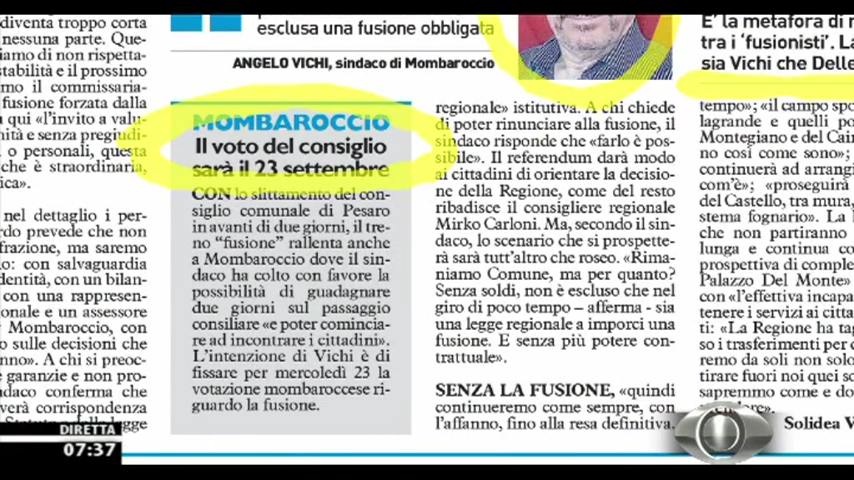 diventa troppo corta
nessuna parte. Que-
iamo di non rispetta-
stabilità e il prossimo
mo il commissaria-
fusione forzata dalla
qui «l'invito a valu-
nità e senza pregiudi-
o personali, questa
che è straordinaria,
ica».
nel dettaglio i per-
rdo prevede che non
frazione, ma saremo
lo: con salvaguardia
dentità, con un bilan-
con una rappresen-
onale e un assessore
Mombaroccio, con
o sulle decisioni che
nno». A chi si preoc-
e garanzie e non pro-
ndaco conferma che
verà corrispondenza
legge
esclusa una fusione obbligata
ANGELO VICHI, sindaco di Mombaroccio
MOMBAROCCIO
Il voto del consiglio
sarà il 23 settembre
CON lo slittamento del con-
siglio comunale di Pesaro
in avanti di due giorni, il tre-
no "fusione" rallenta anche
a Mombaroccio dove il sin-
daco ha colto con favore la
possibilità di guadagnare
due giorni sul passaggio
consiliare «e poter comincia-
re ad incontrare i cittadini».
L'intenzione di Vichi è di
fissare per mercoledì 23 la
votazione mombaroccese ri-
guardo la fusione.
regionale» istitutiva. A chi chiede
di poter rinunciare alla fusione, il
sindaco risponde che «farlo è pos-
sibile». Il referendum darà modo
ai cittadini di orientare la decisio-
ne della Regione, come del resto
ribadisce il consigliere regionale
Mirko Carloni. Ma, secondo il sin-
daco, lo scenario che si prospette-
rà sarà tutt'altro che roseo. «Rima-
niamo Comune, ma per quanto?
Senza soldi, non è escluso che nel
giro di poco tempo – afferma - sia
una legge regionale a imporci una
fusione. E senza più potere con-
trattuale».
SENZA LA FUSIONE, «quindi
continueremo come sempre, con
l'affanno, fino alla resa definitiva.
E' la metafora di
tra i 'fusionisti'. La
sia Vichi che Delle
tempo»; «il campo spo
lagrande e quelli po
Montegiano e del Cai
no così come sono»;
continuerà ad arrangi
com'è»; «proseguirà
del Castello, tra mura,
stema fognario». La
che non partiranno
lunga e continua co
prospettiva di comple
Palazzo Del Monte»
con «l'effettiva incapa
tenere i servizi ai citta
ti: «La Regione ha tag
so i trasferimenti per c
remo da soli non solo
tirare fuori noi quei so
sapremmo come e do
Solidea V
DIRETTA
07:37